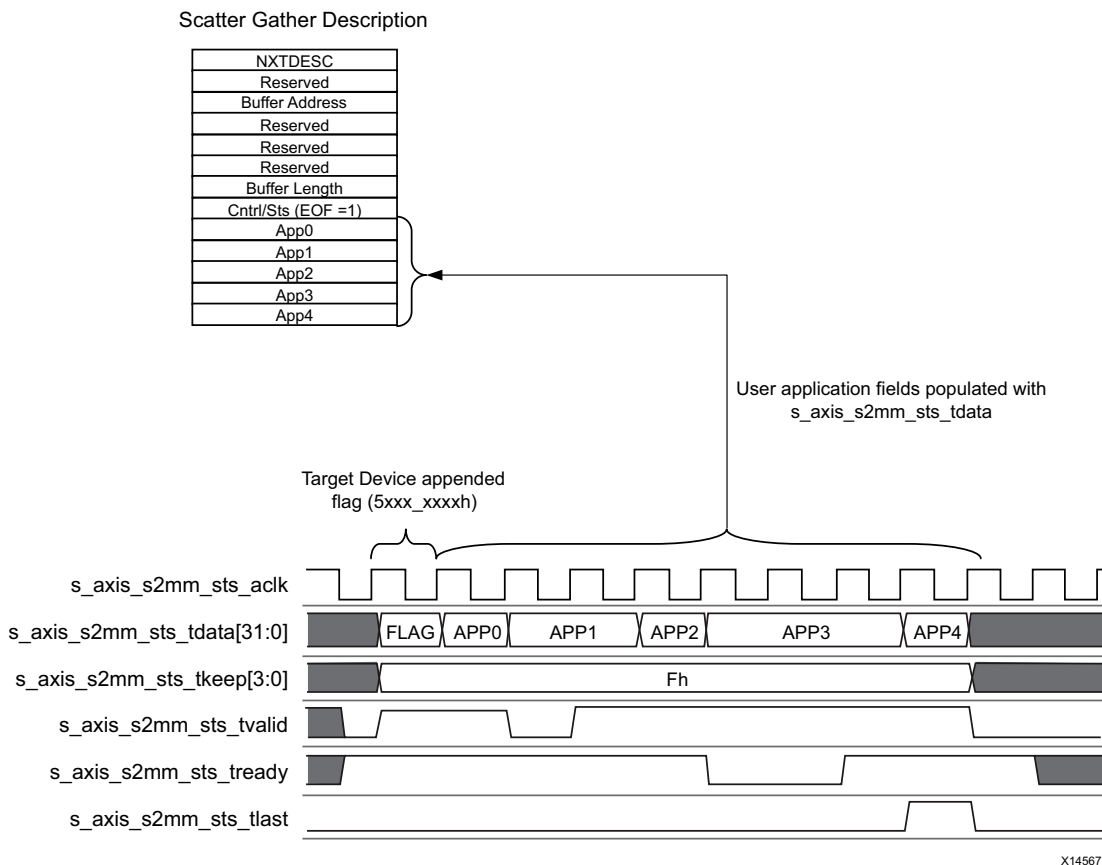 Scatter Gather Description
NXTDESC
Reserved
Buffer Address
Reserved
Reserved
Reserved
Buffer Length
Cntrl/Sts (EOF =1)
App0
App1
App2
App3
App4
User application fields populated with
s_axis_s2mm_sts_tdata
Target Device appended
flag (5xxx_xxxxh)
s_axis_s2mm_sts_aclk
s_axis_s2mm_sts_tdata[31:0] FLAG APP0 APP1 APP2 APP3 APP4
s_axis_s2mm_sts_tkeep[3:0] Fh
s_axis_s2mm_sts_tvalid
s_axis_s2mm_sts_tready
s_axis_s2mm_sts_tlast
X14567